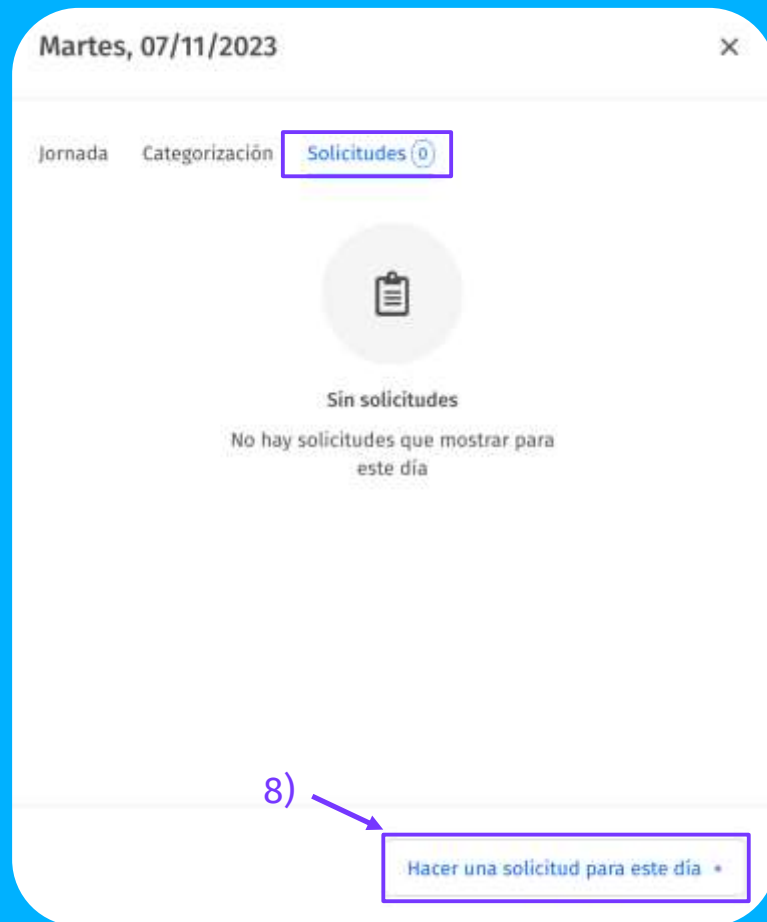 Martes, 07/11/2023 ×
Jornada Categorización Solicitudes 0
Sin solicitudes
No hay solicitudes que mostrar para
este día
8)
Hacer una solicitud para este día